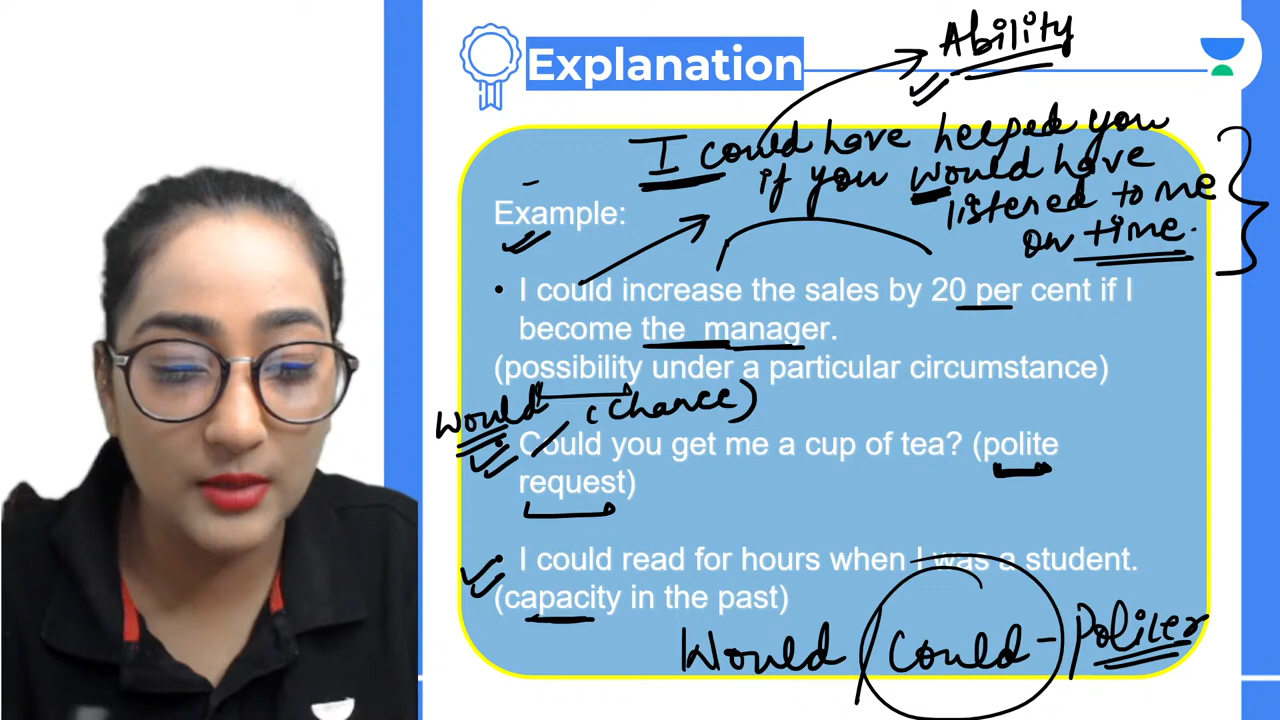 Ability
Explanation
I could have helped you
if you would have
listened to me
on time.
Example:
• I could increase the sales by 20 per cent if I
become the manager.
(possibility under a particular circumstance)
Would (Chance)
• Could you get me a cup of tea? (polite
request)
• I could read for hours when I was a student.
(capacity in the past)
Would / Could - Politer